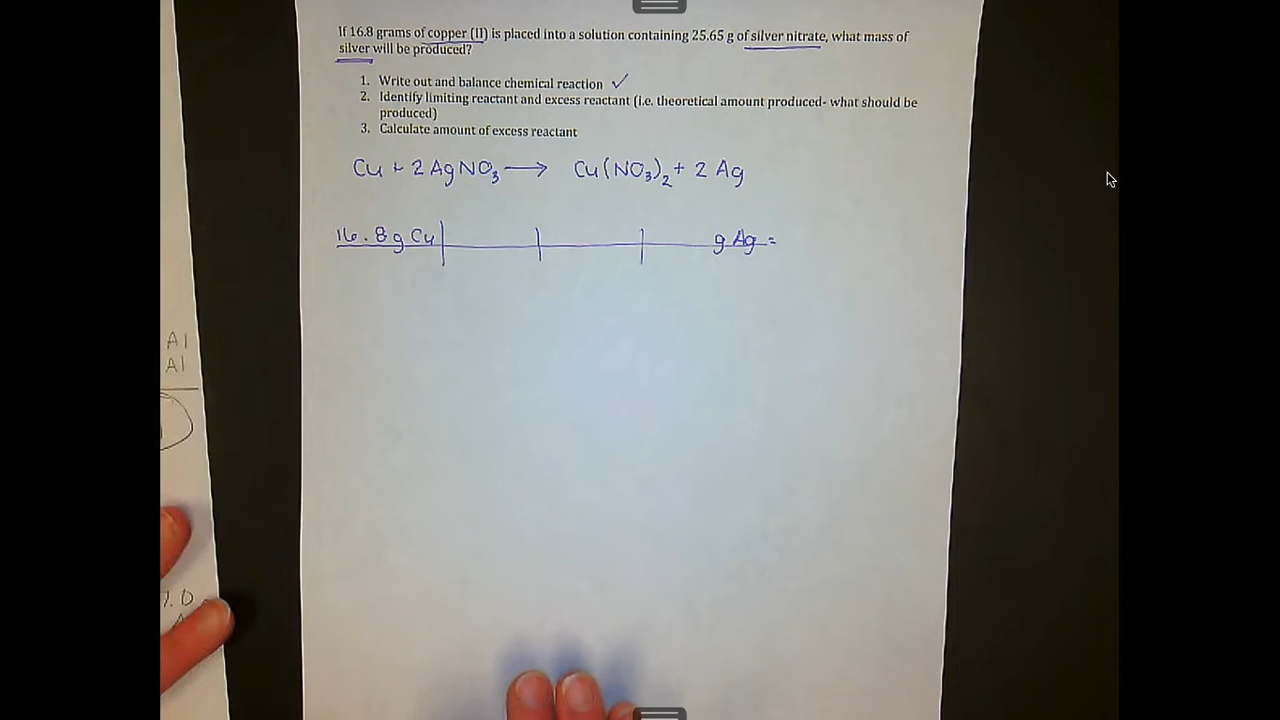 If 16.8 grams of copper (II) is placed into a solution containing 25.65 g of silver nitrate, what mass of
silver will be produced?
1. Write out and balance chemical reaction ✓
2. Identify limiting reactant and excess reactant (i.e. theoretical amount produced- what should be
produced)
3. Calculate amount of excess reactant
Cu + 2 AgNO₃ ⟶ Cu(NO₃)₂ + 2 Ag
16.8 g Cu g Ag =
Al
Al